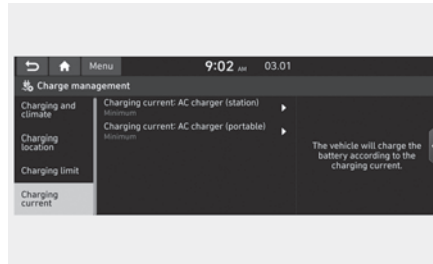 Menu
9:02 AM
03.01
Charge management
Charging and
climate
Charging
location
Charging limit
Charging
current
Charging current: AC charger (station)
Minimum
Charging current: AC charger (portable)
Minimum
The vehicle will charge the
battery according to the
charging current.